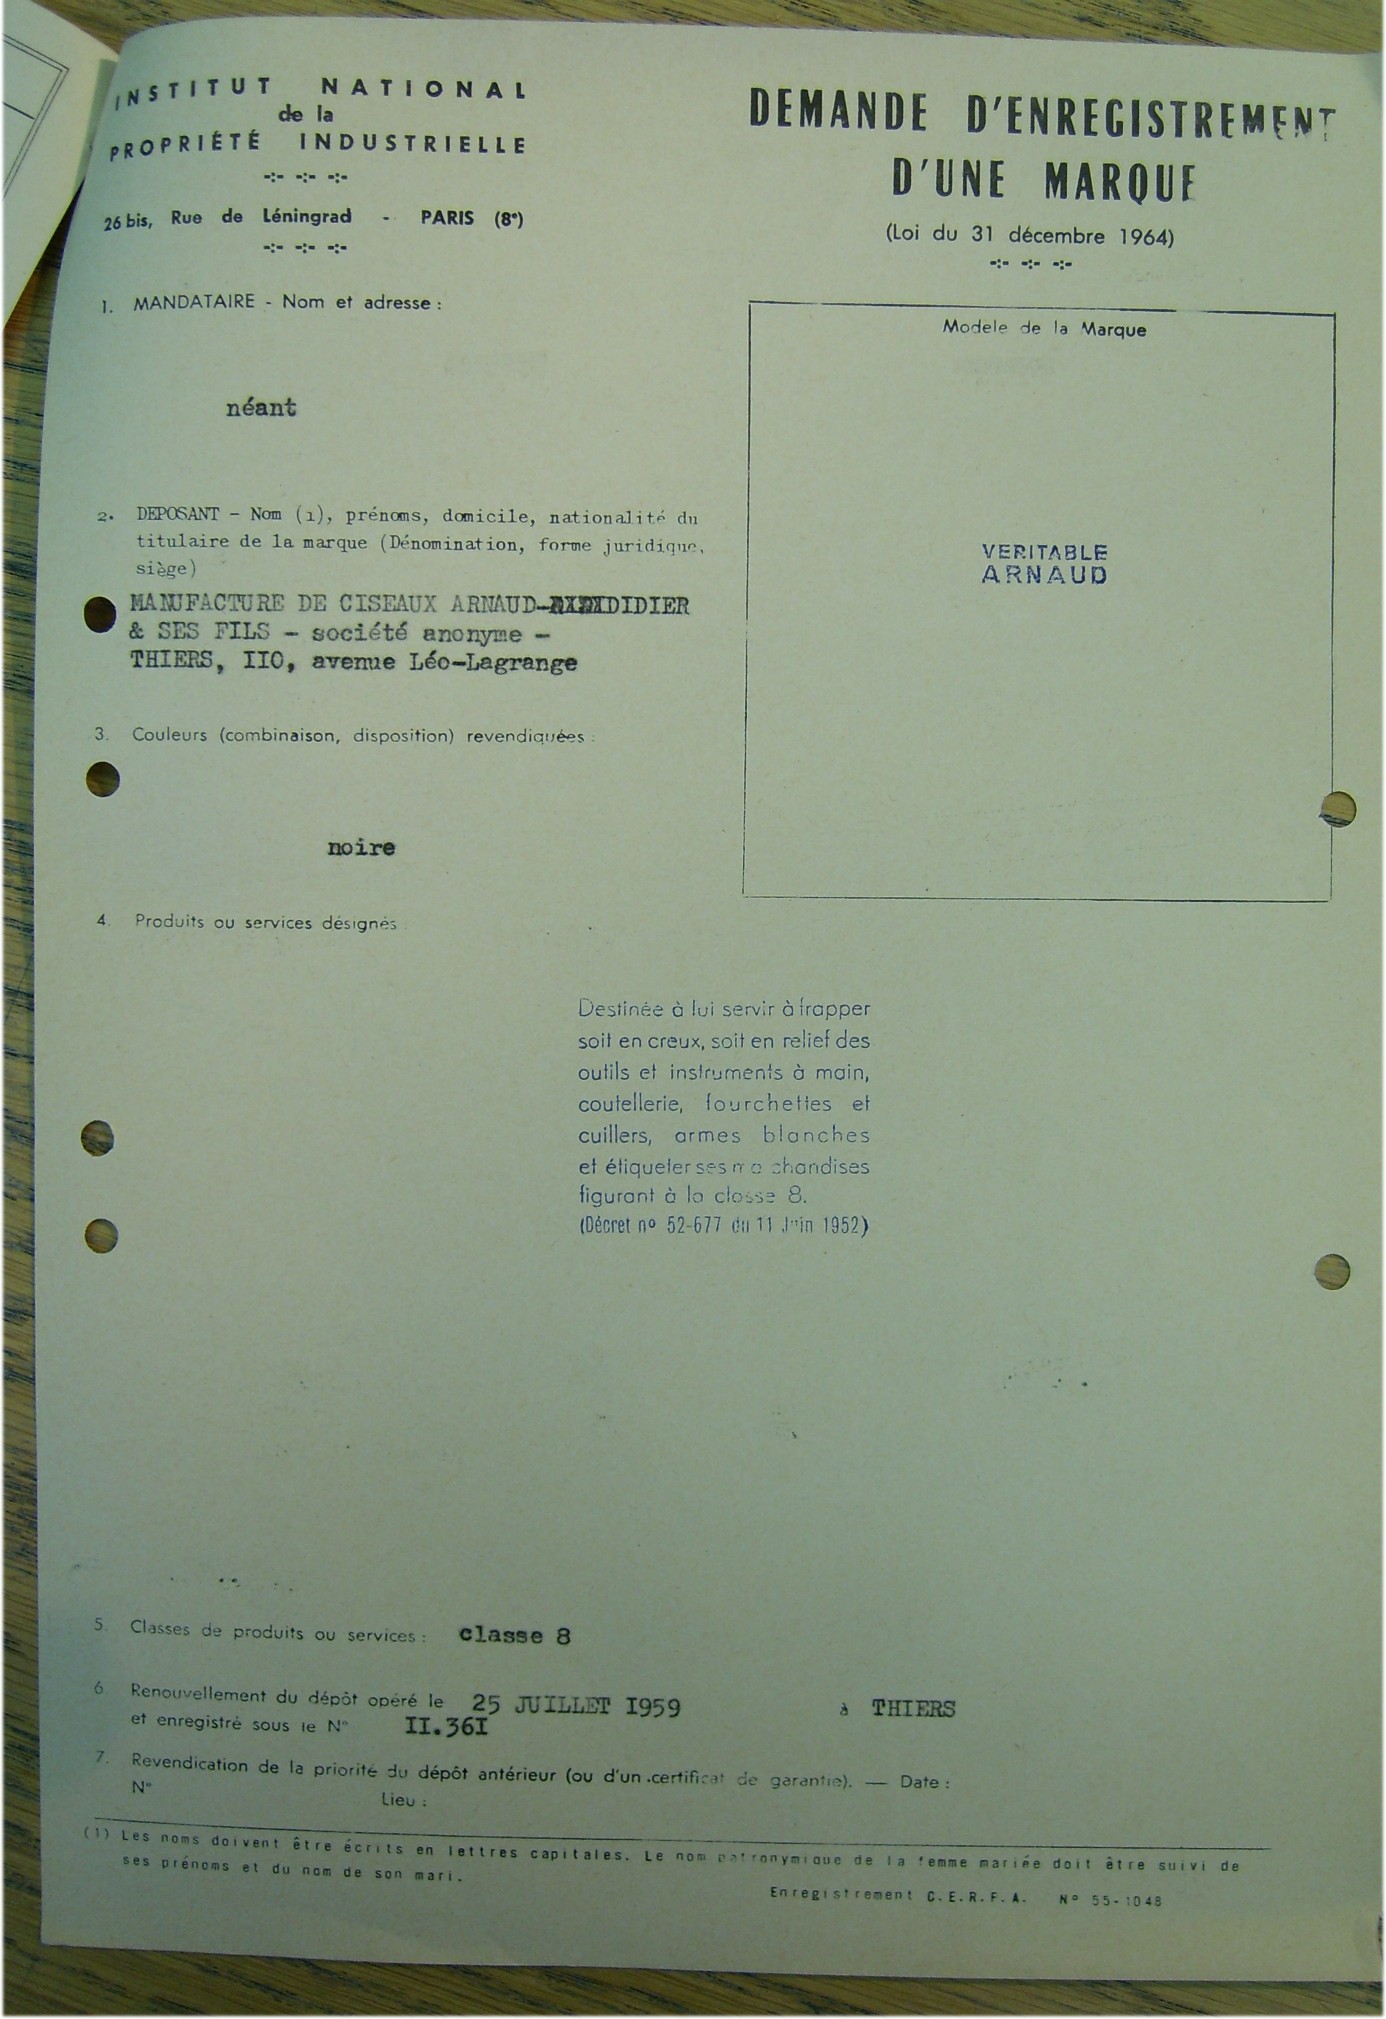 INSTITUT NATIONAL
de la
PROPRIÉTÉ INDUSTRIELLE
-:- -:- -:-
26 bis, Rue de Léningrad - PARIS (8e)
-:- -:- -:-
DEMANDE D'ENREGISTREMENT
D'UNE MARQUE
(Loi du 31 décembre 1964)
-:- -:- -:-
1. MANDATAIRE - Nom et adresse :
néant
Modele de la Marque
VERITABLE
ARNAUD
2. DEPOSANT - Nom (1), prénoms, domicile, nationalité du
titulaire de la marque (Dénomination, forme juridique,
siège)
MANUFACTURE DE CISEAUX ARNAUD-DIDIER
& SES FILS - société anonyme -
THIERS, IIO, avenue Léo-Lagrange
3. Couleurs (combinaison, disposition) revendiquées :
noire
4. Produits ou services désignés
Destinée à lui servir à frapper
soit en creux, soit en relief des
outils et instruments à main,
coutellerie, fourchettes et
cuillers, armes blanches
et étiqueter ses marchandises
figurant à la classe 8.
(Décret nº 52-677 du 11 Juin 1952)
5. Classes de produits ou services : classe 8
6. Renouvellement du dépôt opéré le 25 JUILLET I959 à THIERS
et enregistré sous le N° II.36I
7. Revendication de la priorité du dépôt antérieur (ou d'un certificat de garantie). — Date :
N° Lieu :
(1) Les noms doivent être écrits en lettres capitales. Le nom patronymique de la femme mariée doit être suivi de
ses prénoms et du nom de son mari.
Enregistrement C.E.R.F.A. Nº 55-1048